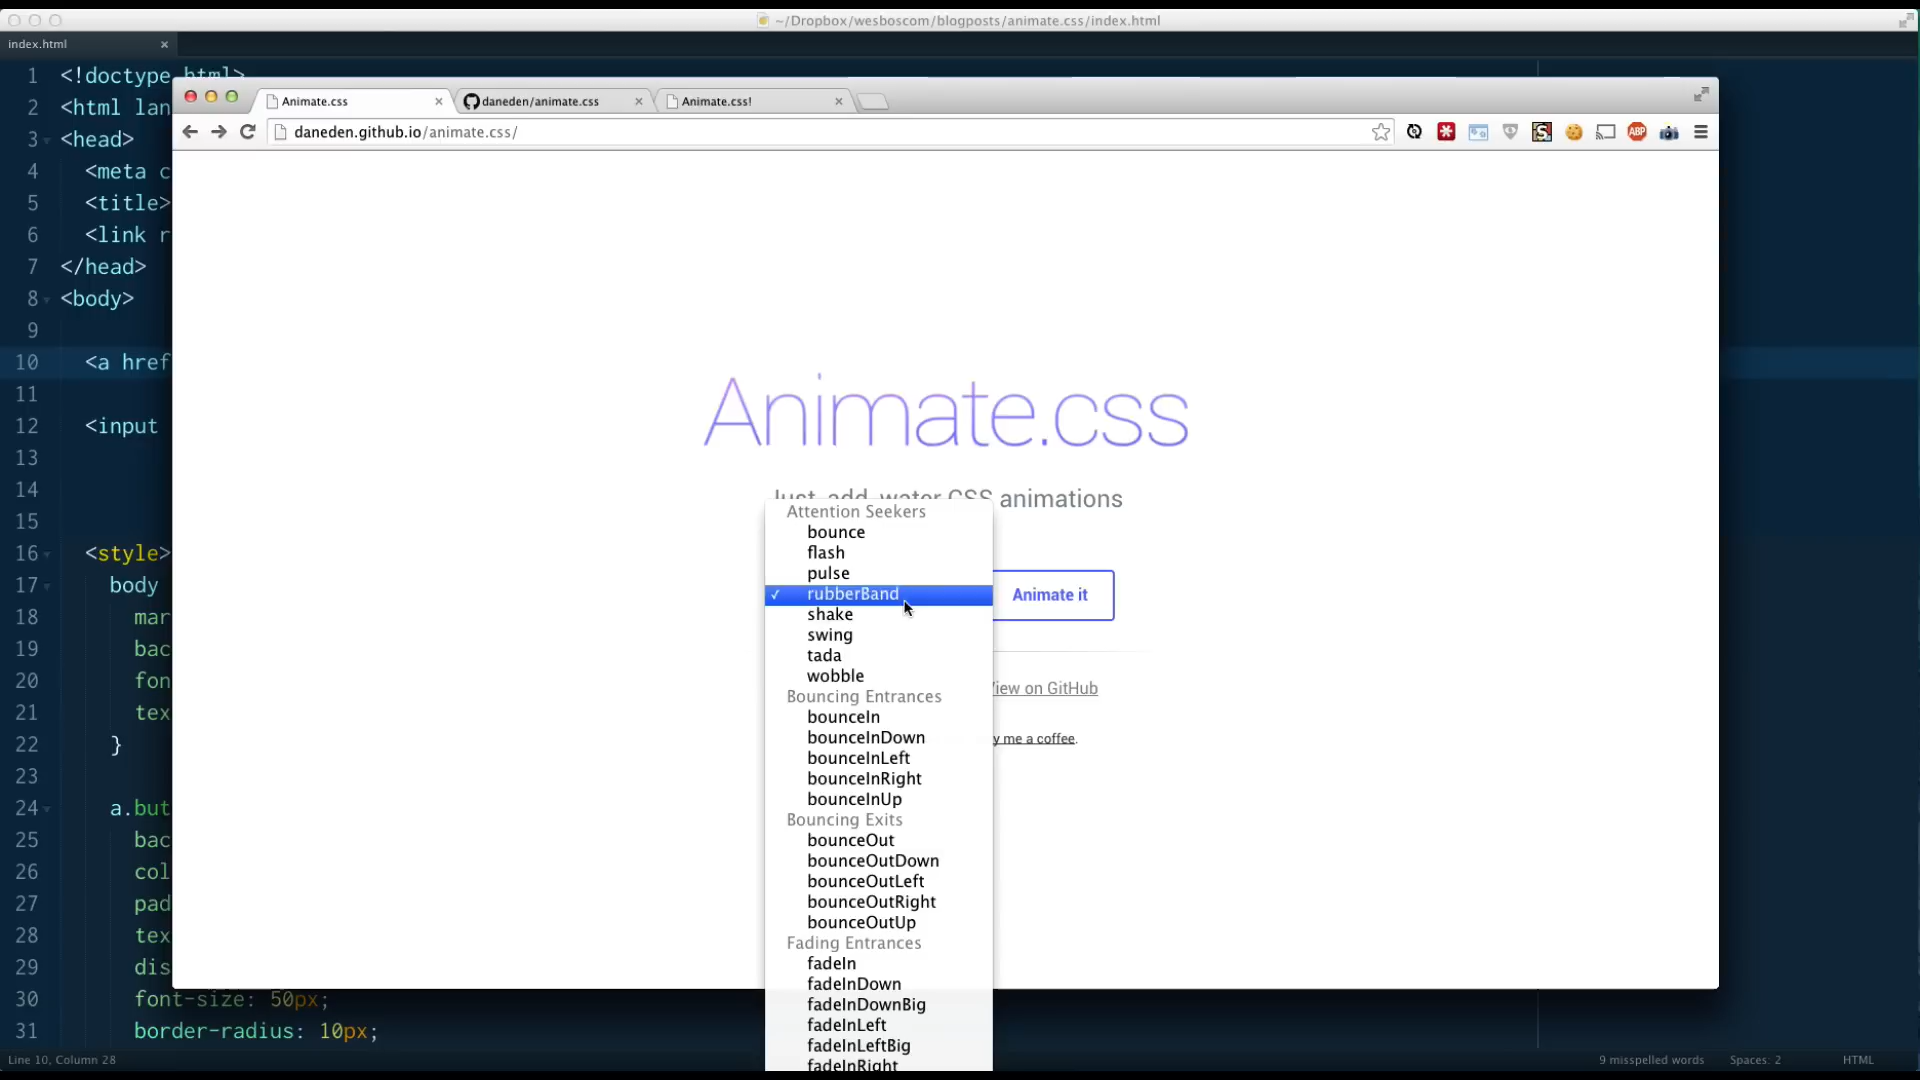 ~/Dropbox/wesboscom/blogposts/animate.css/index.html
index.html
1 <!doctype html>
2 <html lan
3 <head>
4 <meta c
5 <title>
6 <link r
7 </head>
8 <body>
9
10 <a href
11
12 <input
13
14
15
16 <style>
17 body
18 mar
19 bac
20 fon
21 tex
22 }
23
24 a.but
25 bac
26 col
27 pad
28 tex
29 dis
30 font-size: 50px;
31 border-radius: 10px;
Line 10, Column 28
9 misspelled words
Spaces: 2
HTML
Animate.css
daneden/animate.css
Animate.css!
daneden.github.io/animate.css/
ABP
Animate.css
Just-add-water CSS animations
Attention Seekers
bounce
flash
pulse
✓ rubberBand
shake
swing
tada
wobble
Bouncing Entrances
bounceIn
bounceInDown
bounceInLeft
bounceInRight
bounceInUp
Bouncing Exits
bounceOut
bounceOutDown
bounceOutLeft
bounceOutRight
bounceOutUp
Fading Entrances
fadeIn
fadeInDown
fadeInDownBig
fadeInLeft
fadeInLeftBig
fadeInRight
Animate it
View on GitHub
y me a coffee.